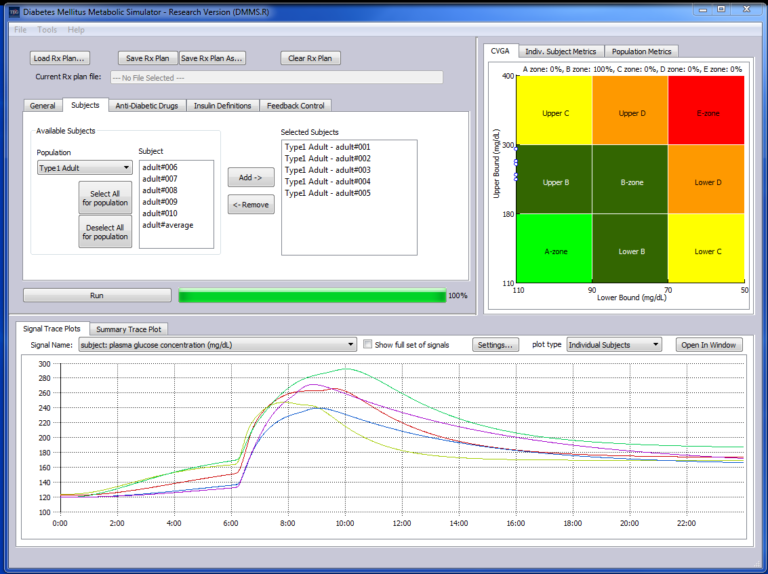 Diabetes Mellitus Metabolic Simulator - Research Version (DMMS.R)
File Tools Help
Load Rx Plan... Save Rx Plan Save Rx Plan As... Clear Rx Plan
Current Rx plan file: --- No File Selected ---
General Subjects Anti-Diabetic Drugs Insulin Definitions Feedback Control
Available Subjects
Population
Type1 Adult
Select All
for population
Deselect All
for population
Subject
adult#006
adult#007
adult#008
adult#009
adult#010
adult#average
Add ->
<- Remove
Selected Subjects
Type1 Adult - adult#001
Type1 Adult - adult#002
Type1 Adult - adult#003
Type1 Adult - adult#004
Type1 Adult - adult#005
Run
100%
CVGA Indiv. Subject Metrics Population Metrics
A zone: 0%, B zone: 100%, C zone: 0%, D zone: 0%, E zone: 0%
Upper Bound (mg/dL)
400
300
180
110
Upper C Upper D E-zone
Upper B B-zone Lower D
A-zone Lower B Lower C
110 90 70 50
Lower Bound (mg/dL)
Signal Trace Plots Summary Trace Plot
Signal Name: subject: plasma glucose concentration (mg/dL) Show full set of signals Settings... plot type Individual Subjects Open In Window
300
280
260
240
220
200
180
160
140
120
100
0:00 2:00 4:00 6:00 8:00 10:00 12:00 14:00 16:00 18:00 20:00 22:00